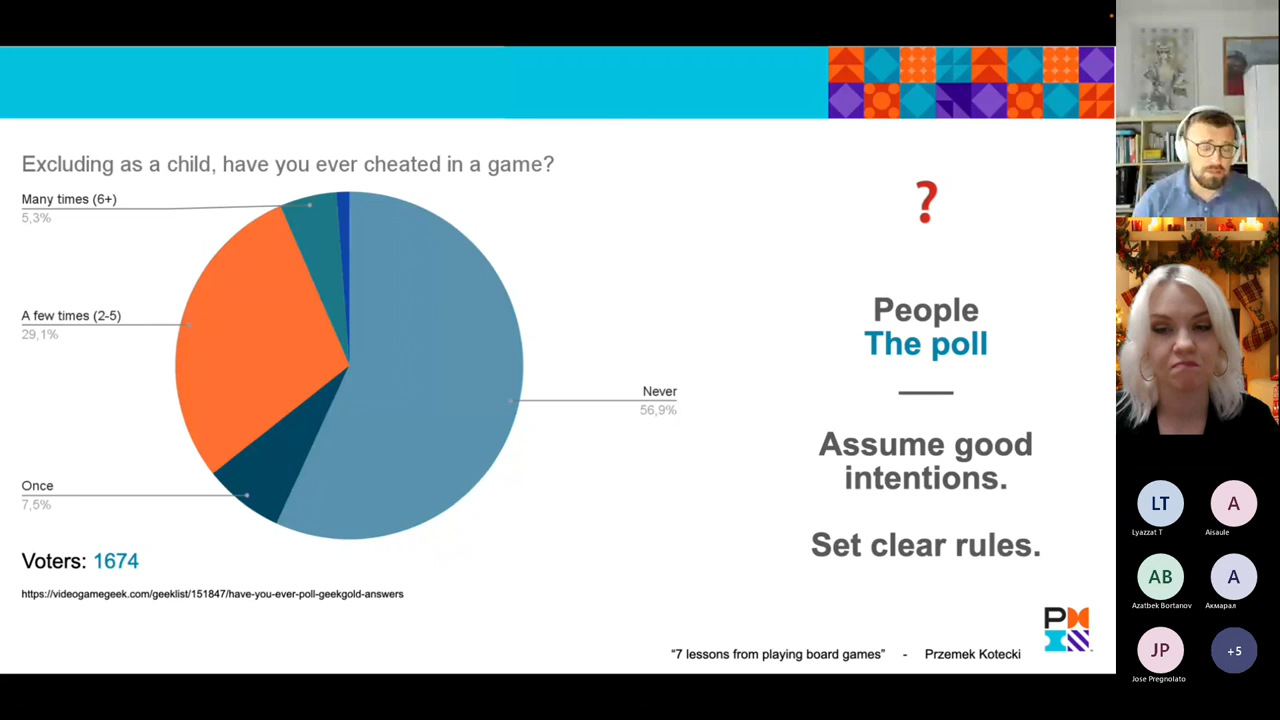 Excluding as a child, have you ever cheated in a game?
Many times (6+)
5,3%
A few times (2-5)
29,1%
Never
56,9%
Once
7,5%
Voters: 1674
https://videogamegeek.com/geeklist/151847/have-you-ever-poll-geekgold-answers
?
People
The poll
Assume good
intentions.
Set clear rules.
"7 lessons from playing board games" - Przemek Kotecki
PMI
LT
Lyazzat T
A
Aisaule
AB
Azatbek Bortanov
A
Акмарал
JP
Jose Pregnolato
+5